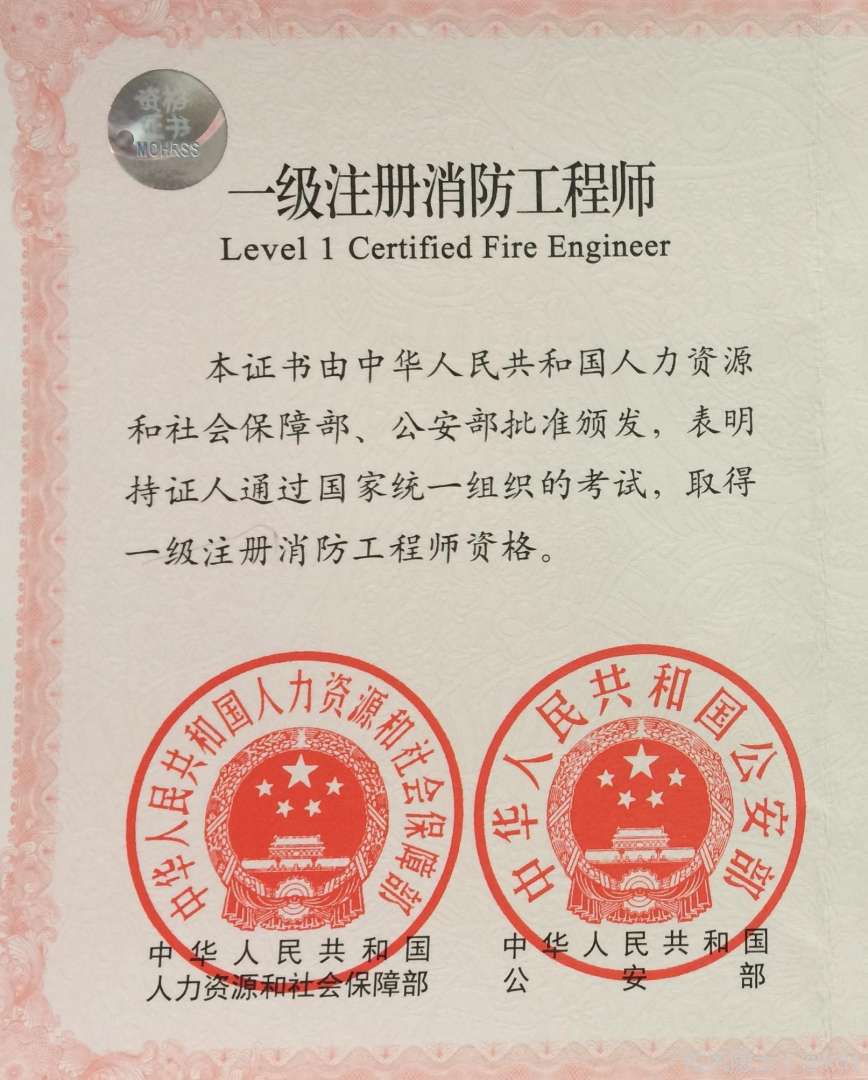 资格
证书
MOHRSS
一级注册消防工程师
Level 1 Certified Fire Engineer
本证书由中华人民共和国人力资源
和社会保障部、公安部批准颁发，表明
持证人通过国家统一组织的考试，取得
一级注册消防工程师资格。
中华人民共和国人力资源和社会保障部
中华人民共和国公安部
中华人民共和国
人力资源和社会保障部
中华人民共和国
公安部